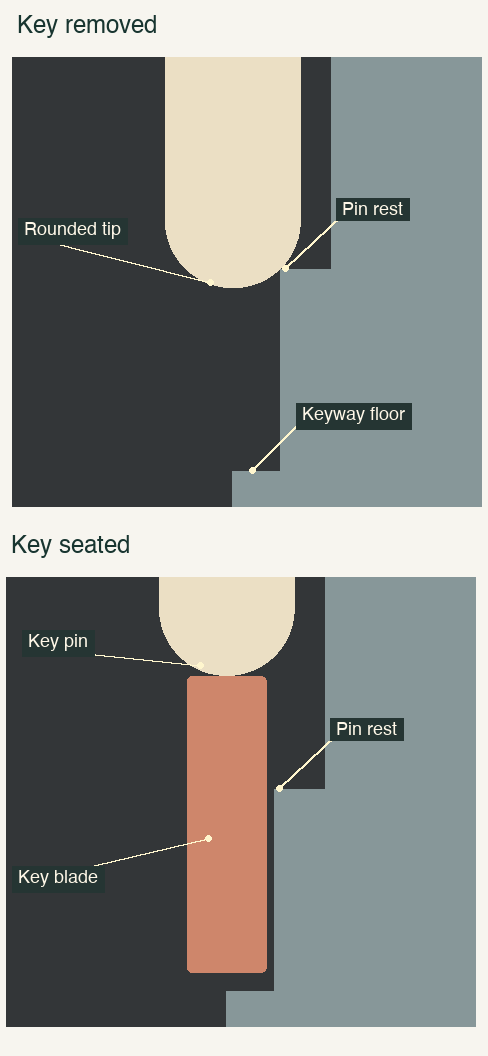 Key removed
Pin rest
Rounded tip
Keyway floor
Key seated
Key pin
Pin rest
Key blade